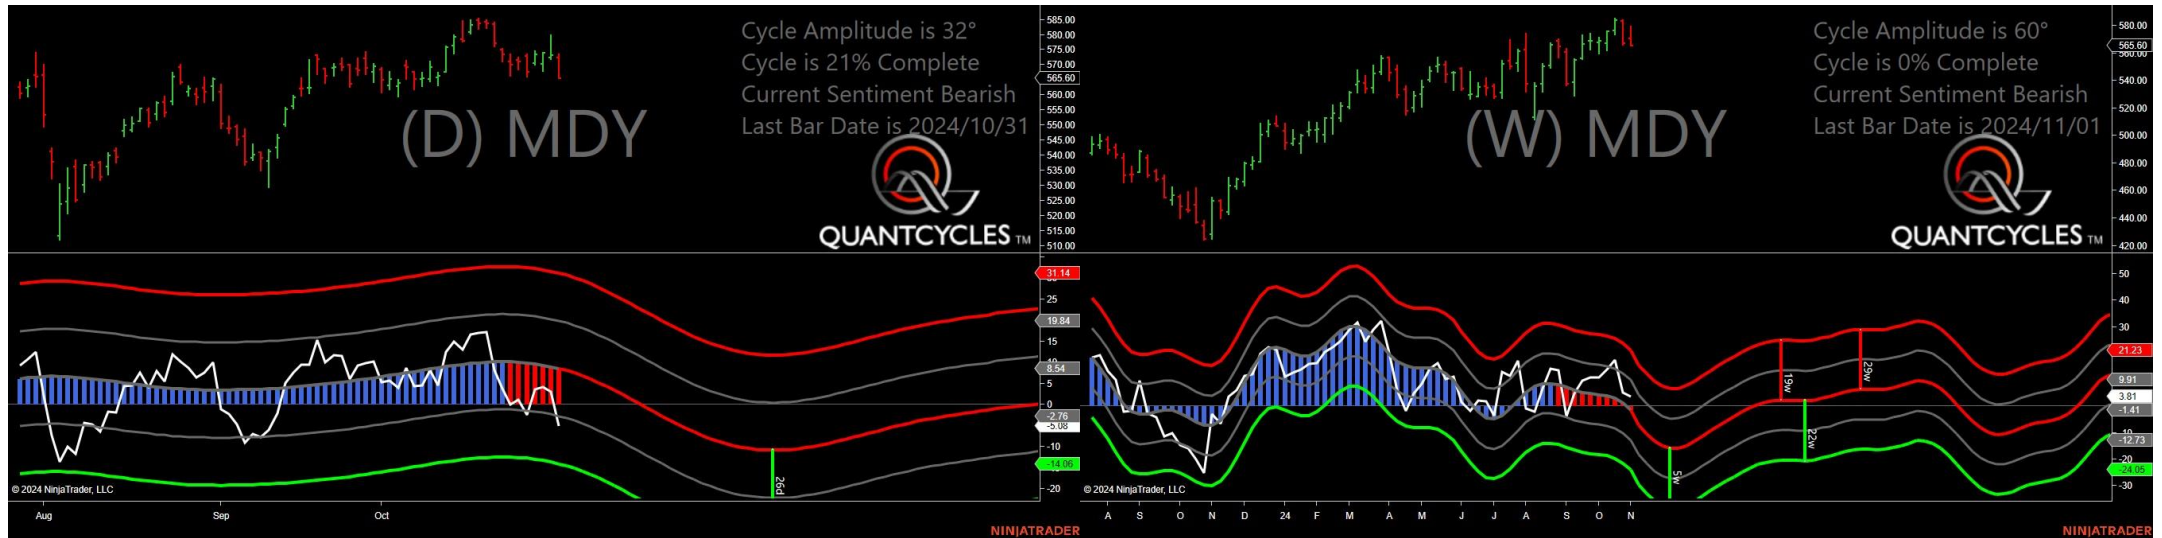 Cycle Amplitude is 32°
Cycle is 21% Complete
Current Sentiment Bearish
Last Bar Date is 2024/10/31
(D) MDY
QUANTCYCLES TM
585.00
580.00
575.00
570.00
565.60
560.00
555.00
550.00
545.00
540.00
535.00
530.00
525.00
520.00
515.00
510.00
31.14
25
19.84
15
10
8.54
5
0
-2.76
-5.08
-10
-14.06
-20
26d
© 2024 NinjaTrader, LLC
Aug Sep Oct
NINJATRADER
Cycle Amplitude is 60°
Cycle is 0% Complete
Current Sentiment Bearish
Last Bar Date is 2024/11/01
(W) MDY
QUANTCYCLES TM
580.00
565.60
560.00
540.00
520.00
500.00
480.00
460.00
440.00
420.00
50
40
30
21.23
9.91
3.81
-1.41
-12.73
-20
-24.05
-30
19w
29w
22w
5w
© 2024 NinjaTrader, LLC
A S O N D 24 F M A M J J A S O N
NINJATRADER